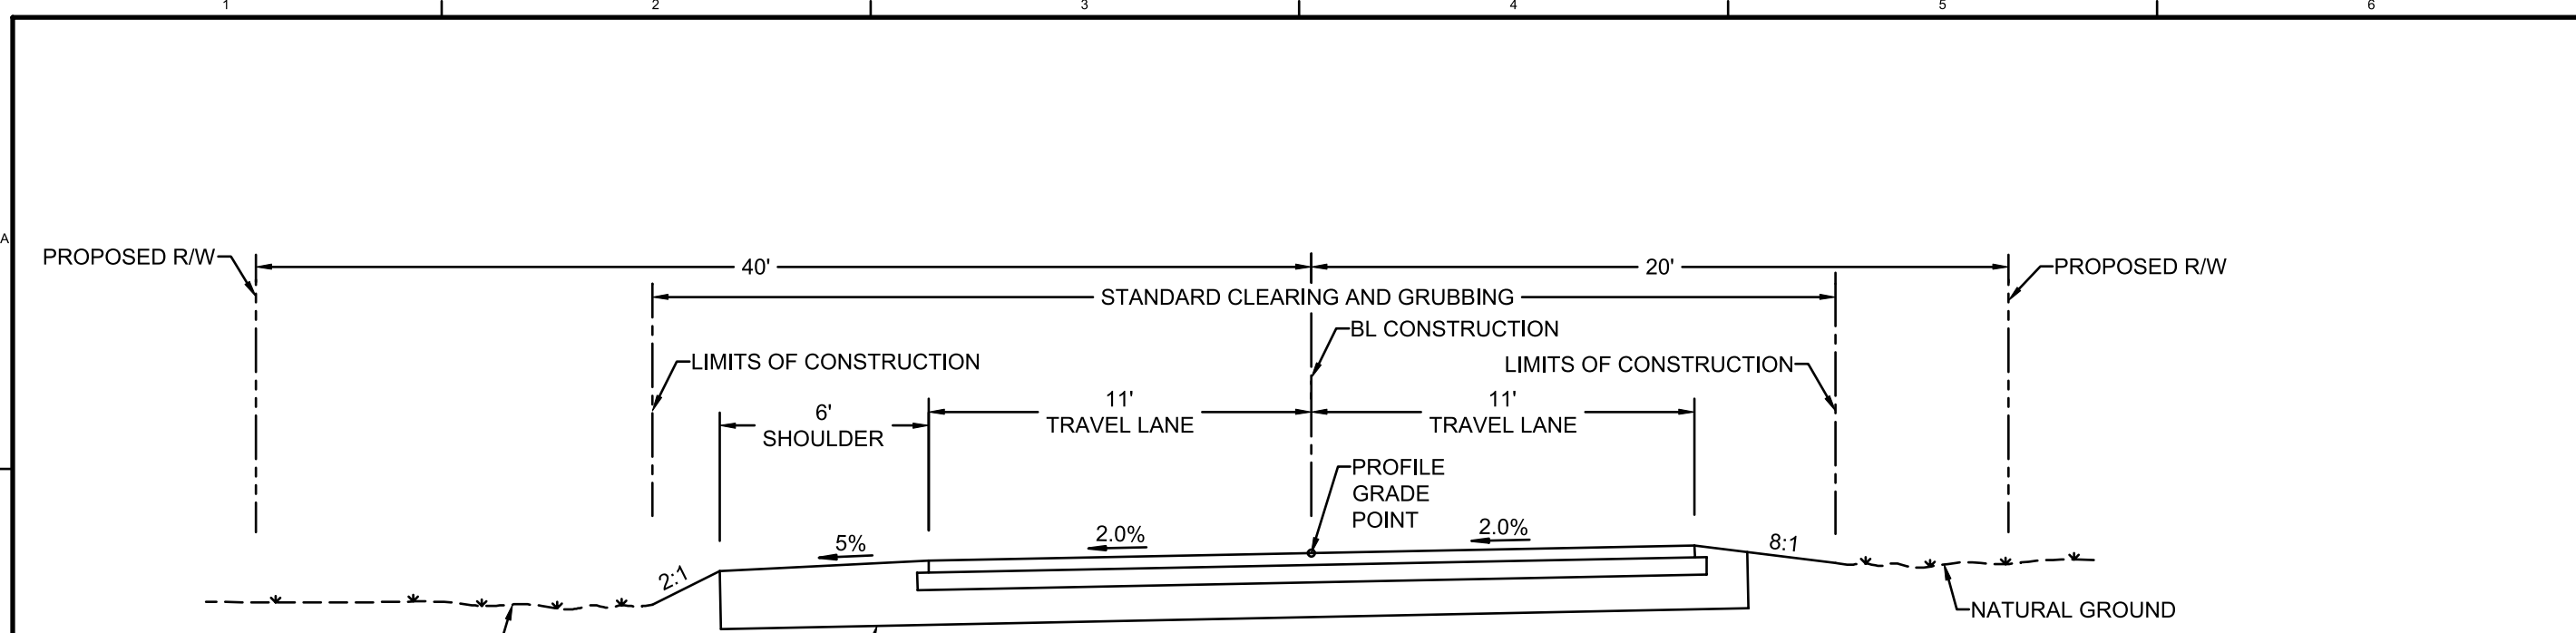 1 2 3 4 5 6
A
PROPOSED R/W 40' 20' PROPOSED R/W
STANDARD CLEARING AND GRUBBING
BL CONSTRUCTION
LIMITS OF CONSTRUCTION LIMITS OF CONSTRUCTION
6'
SHOULDER
11'
TRAVEL LANE
11'
TRAVEL LANE
PROFILE
GRADE
POINT
2:1 5% 2.0% 2.0% 8:1
NATURAL GROUND